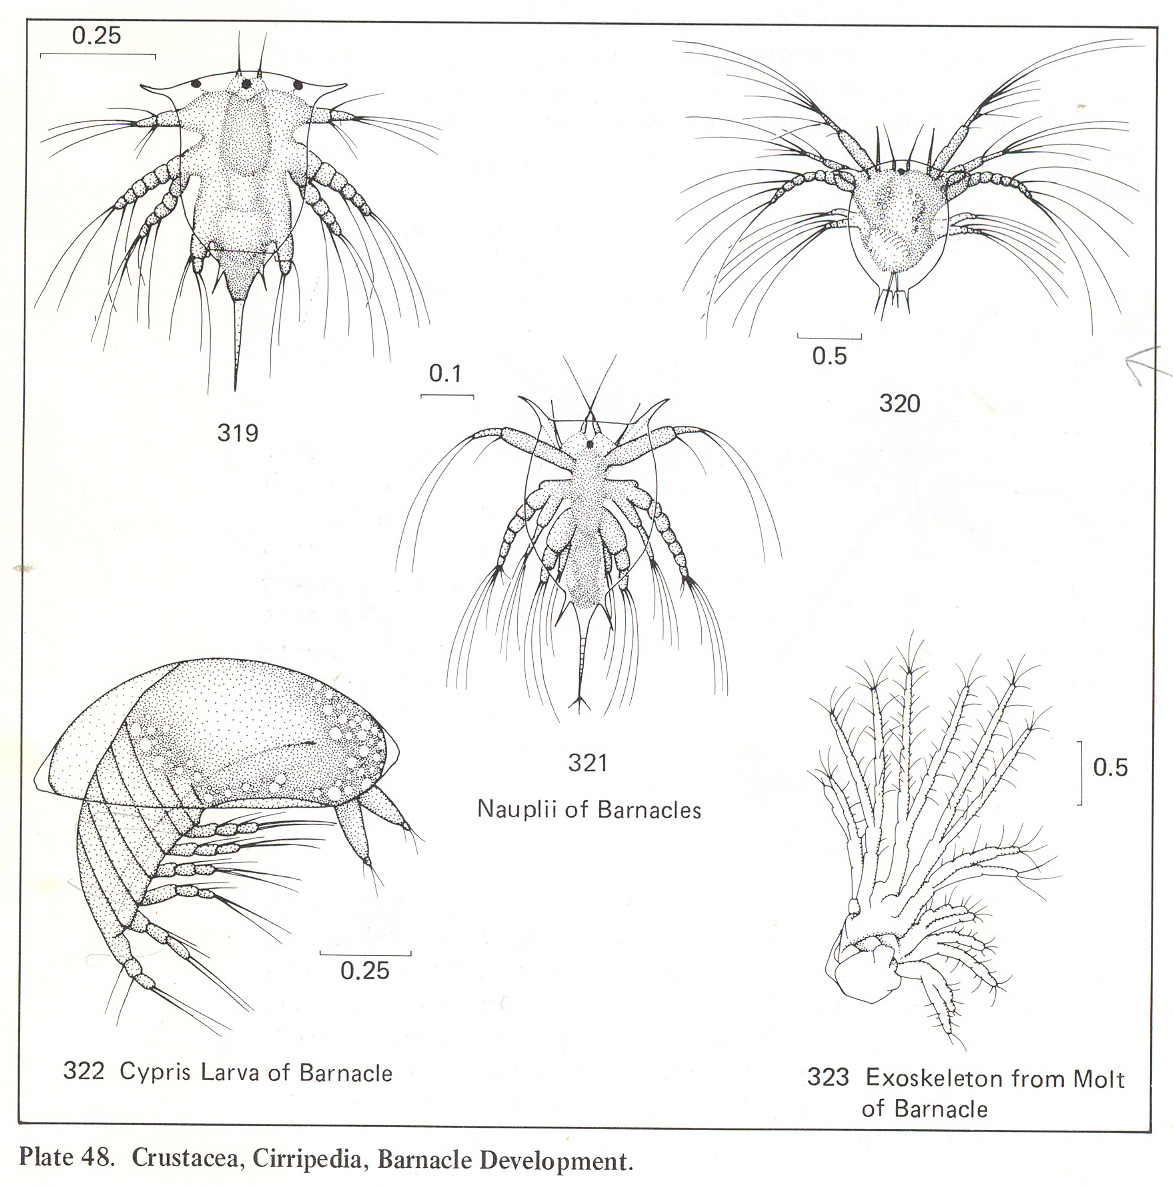 0.25
319
0.5
320
0.1
321
Nauplii of Barnacles
0.25
322 Cypris Larva of Barnacle
0.5
323 Exoskeleton from Molt
of Barnacle
Plate 48. Crustacea, Cirripedia, Barnacle Development.